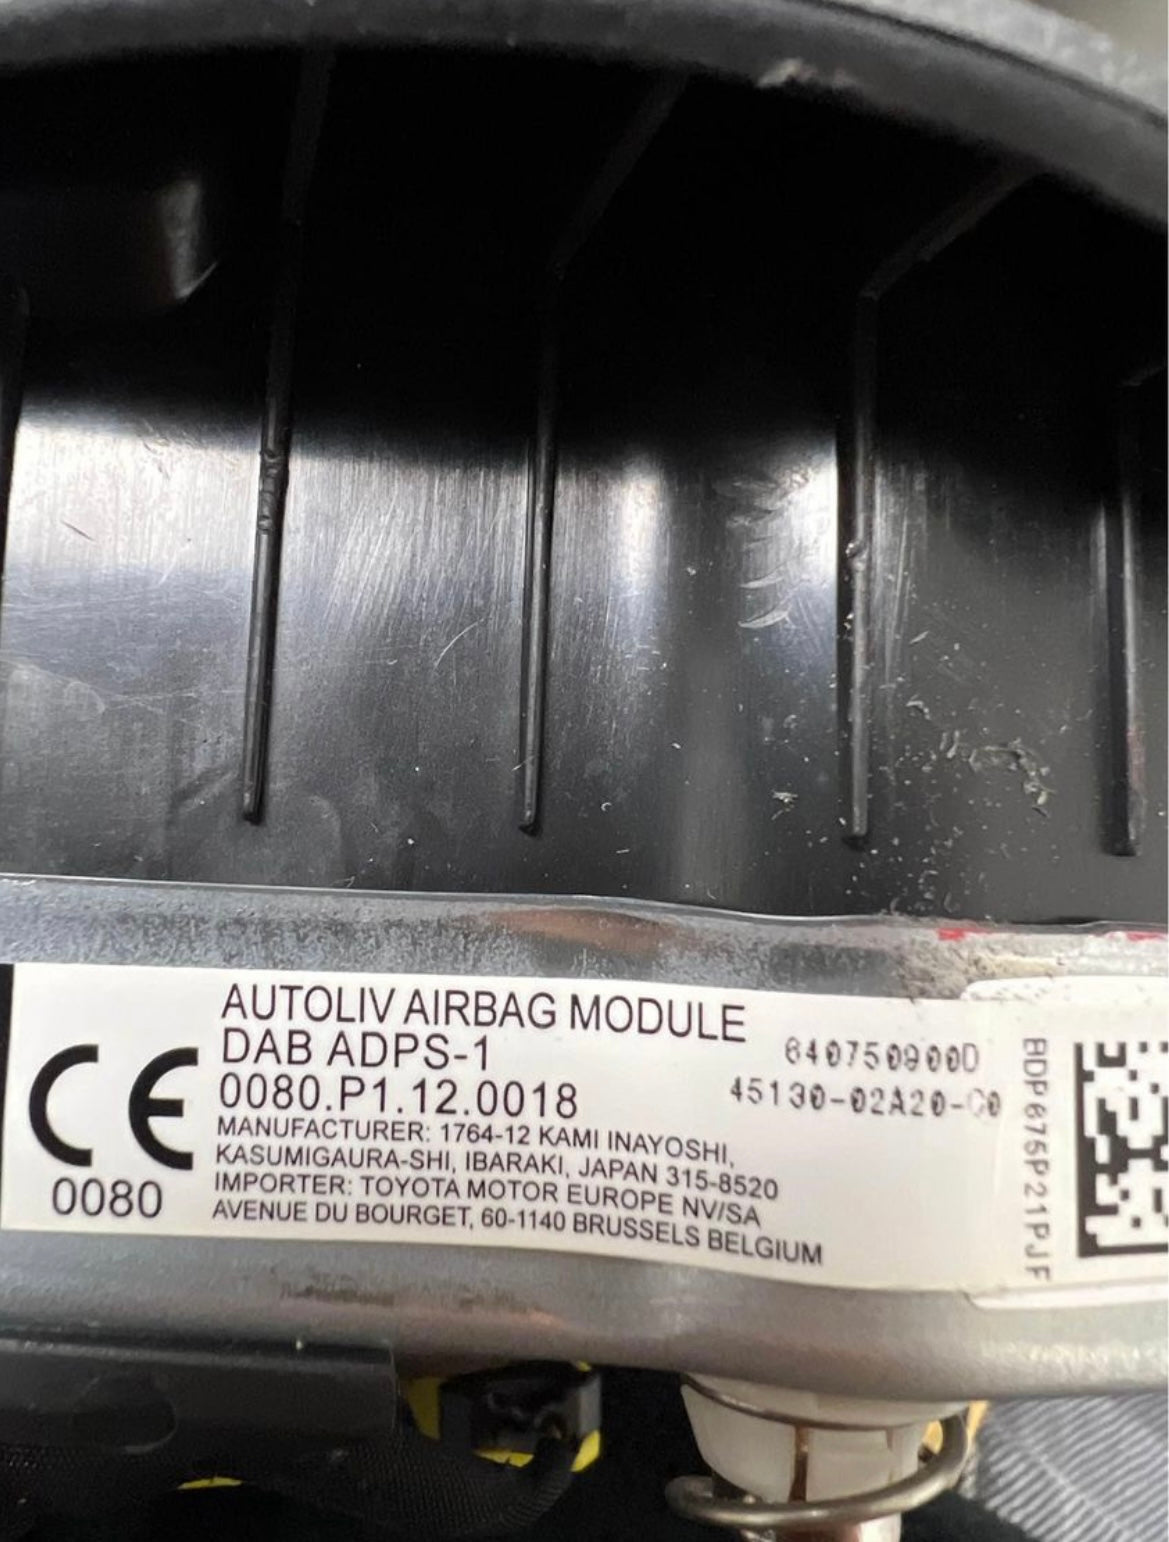 AUTOLIV AIRBAG MODULE
DAB ADPS-1
0080.P1.12.0018
640750900D
45130-02A20-C0
MANUFACTURER: 1764-12 KAMI INAYOSHI,
KASUMIGAURA-SHI, IBARAKI, JAPAN 315-8520
IMPORTER: TOYOTA MOTOR EUROPE NV/SA
AVENUE DU BOURGET, 60-1140 BRUSSELS BELGIUM
CE
0080
BDP675P21PJF